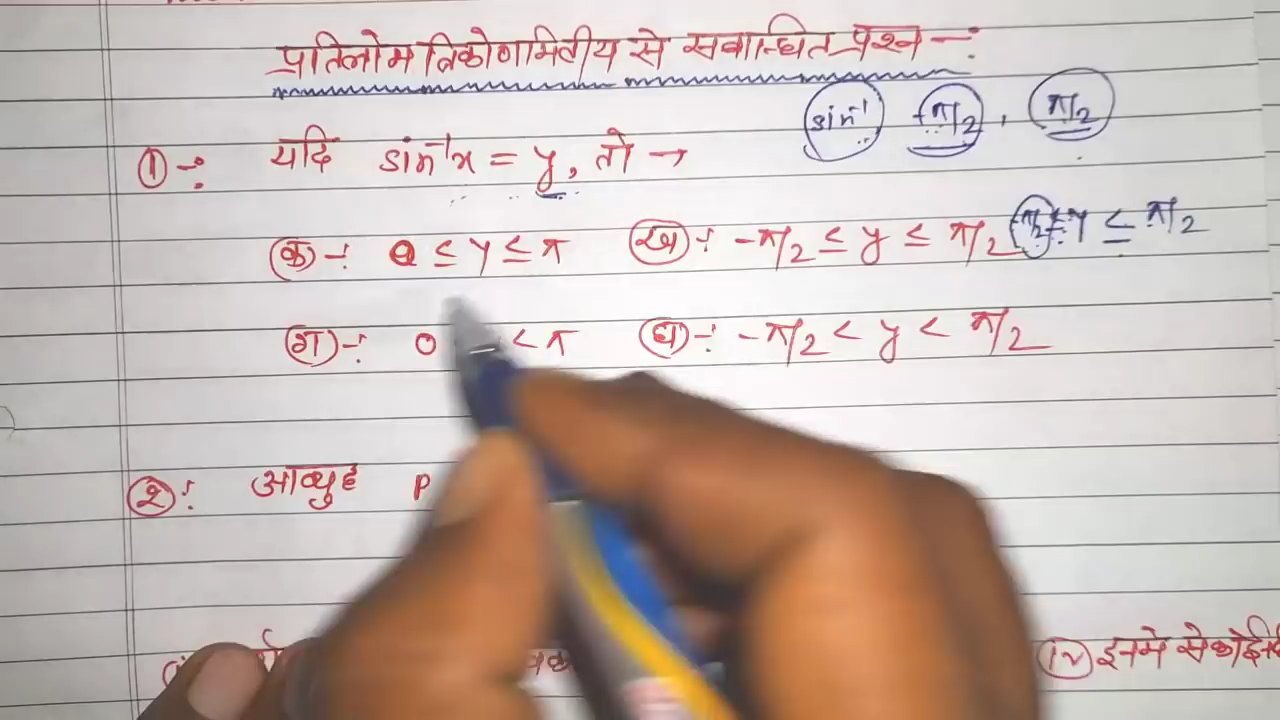 प्रतिलोम त्रिकोणमितीय से सम्बान्धित प्रश्न -:
sin⁻¹ -π/2 , π/2
①-: यदि sin⁻¹x = y, तो →
(क)-: 0 ≤ y ≤ π (ख)-: -π/2 ≤ y ≤ π/2 -π/2 ≤ y ≤ π/2
(ग)-: 0 < π (घ)-: -π/2 < y < π/2
②: आव्युह P
(iv) इनमे से कोई